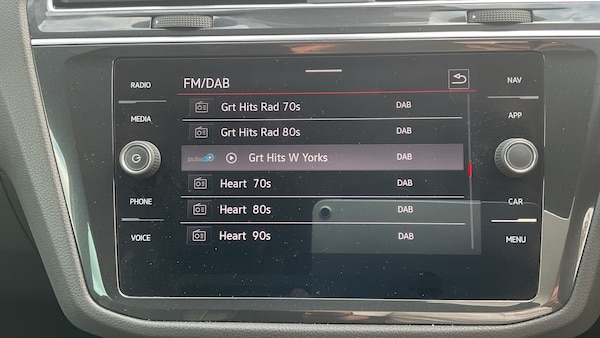 RADIO
FM/DAB
NAV
Grt Hits Rad 70s DAB
MEDIA
APP
Grt Hits Rad 80s DAB
Grt Hits W Yorks DAB
Heart 70s DAB
PHONE
CAR
Heart 80s DAB
VOICE
Heart 90s DAB
MENU